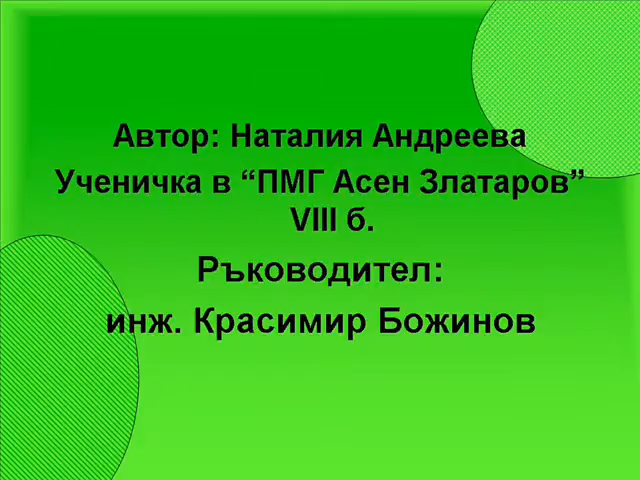 Автор: Наталия Андреева
Ученичка в “ПМГ Асен Златаров”
VIII б.
Ръководител:
инж. Красимир Божинов